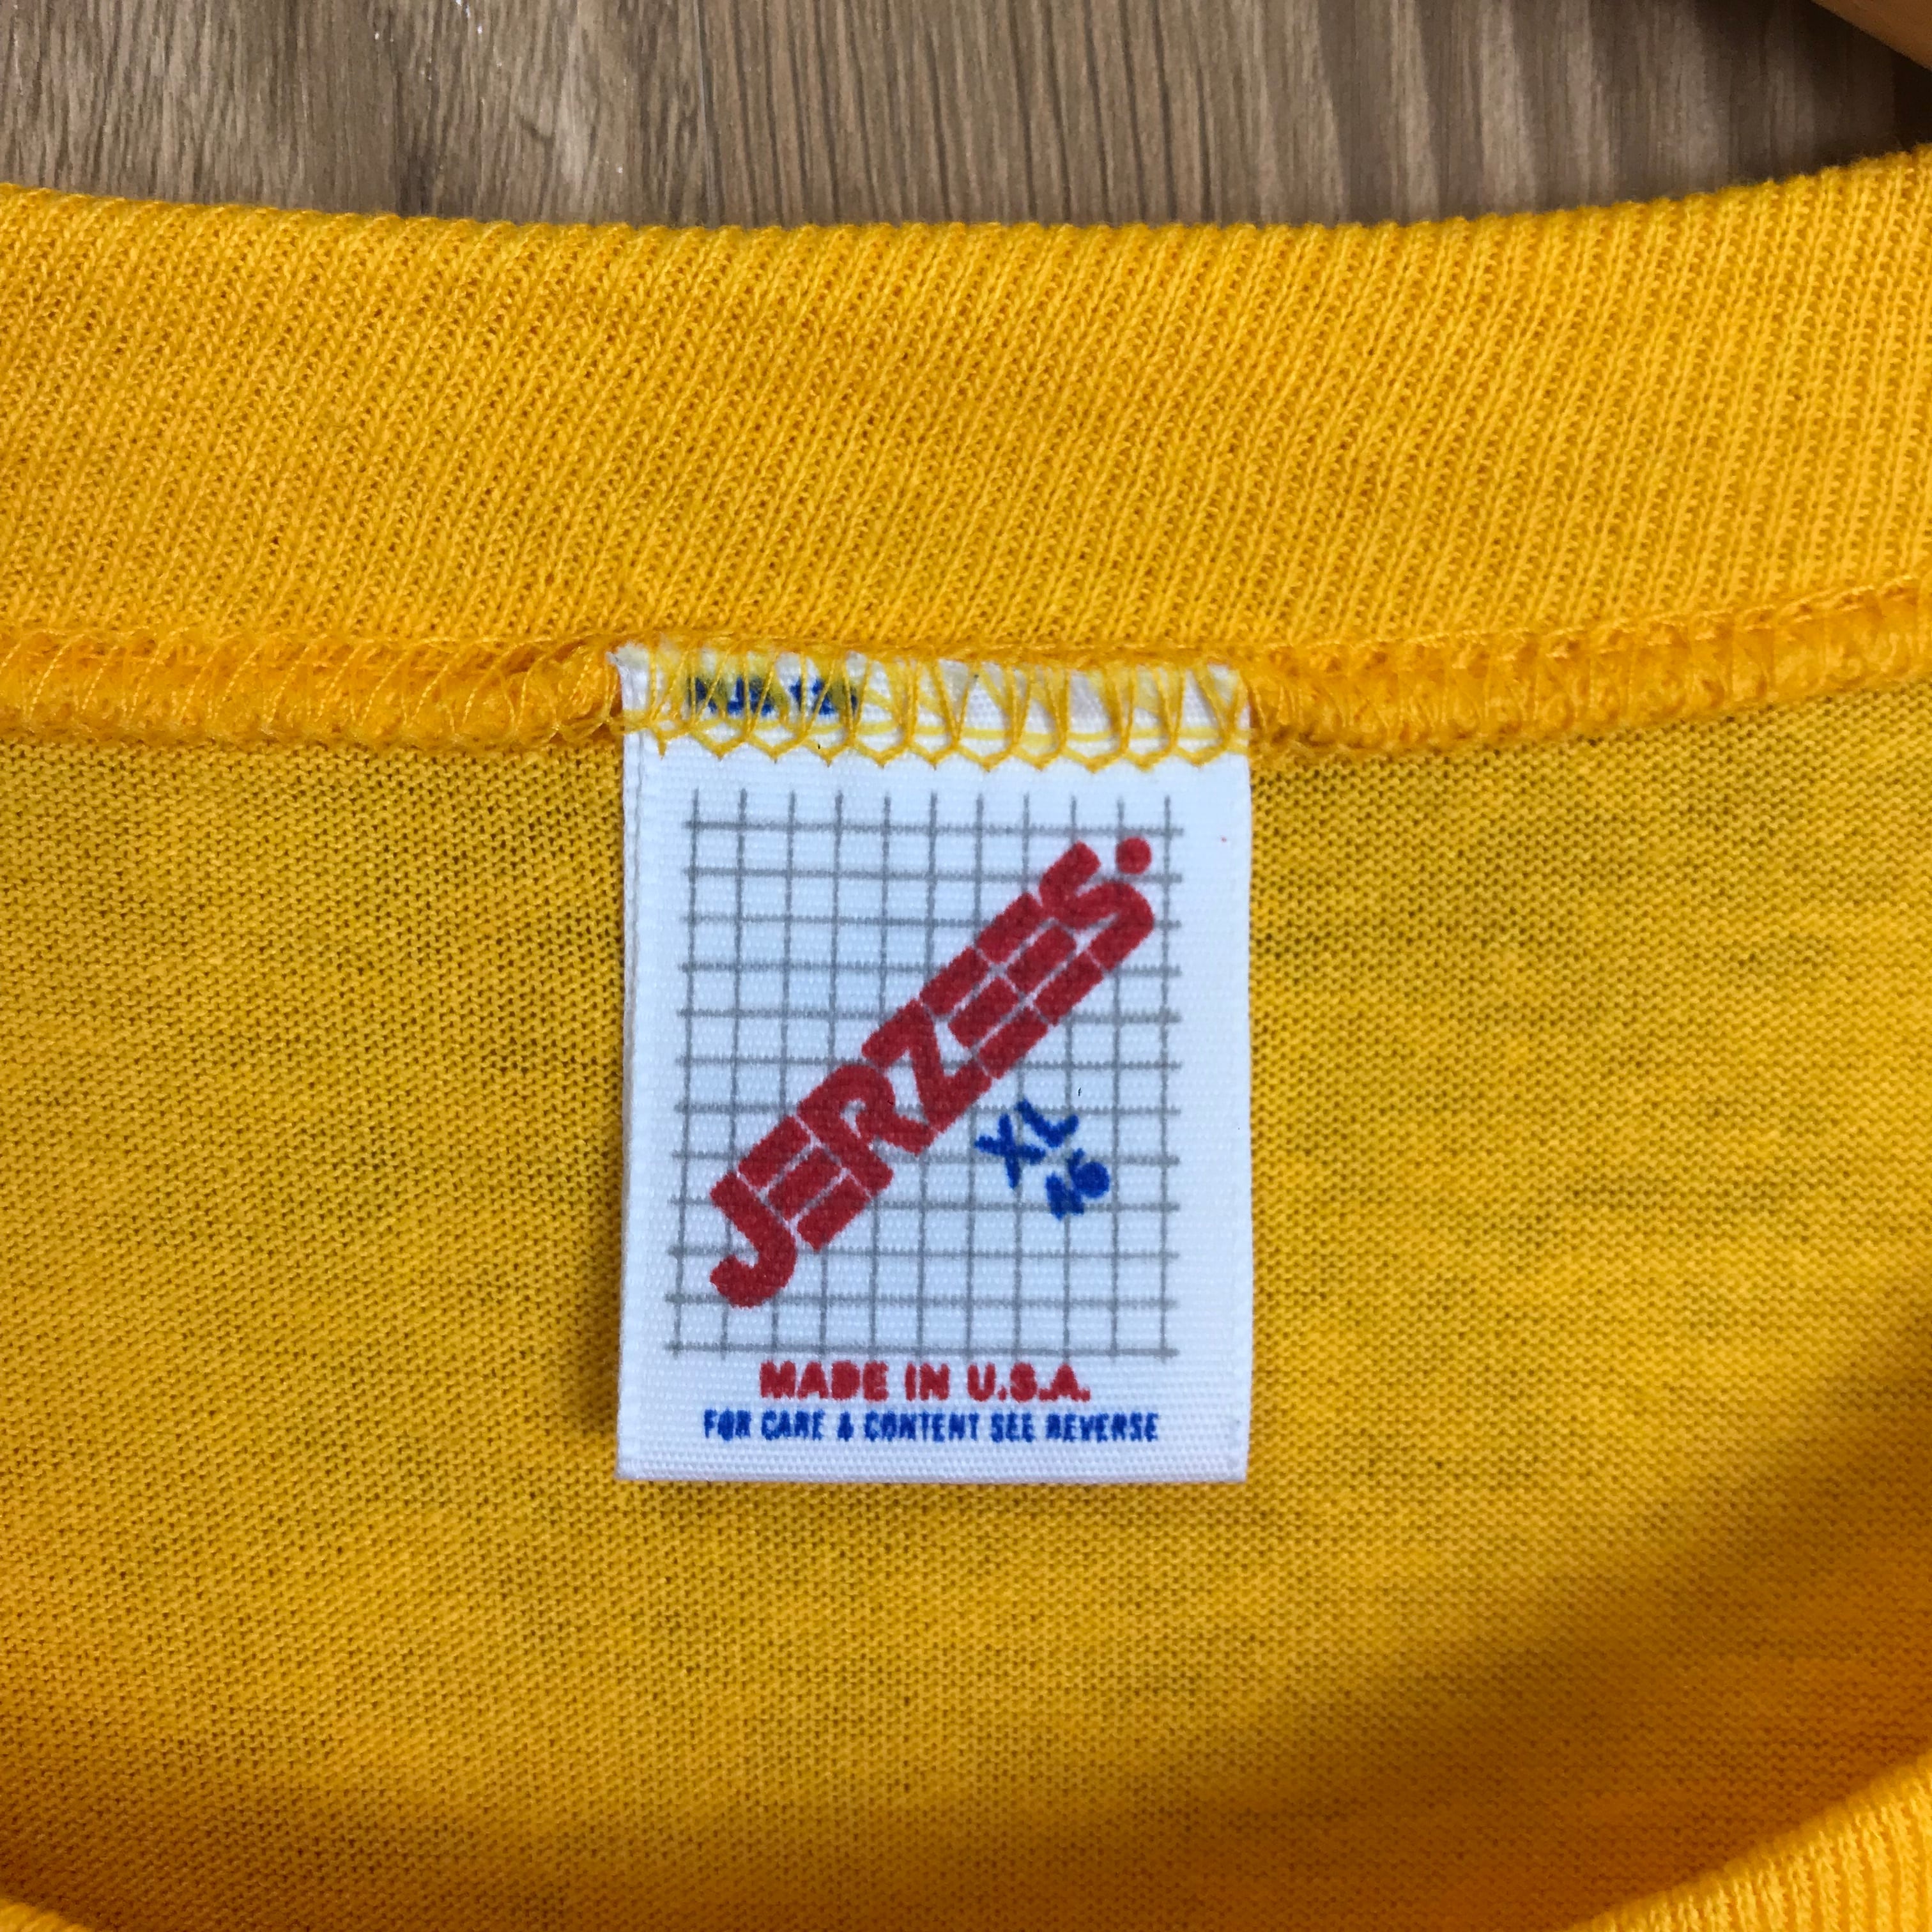 JERZEES
XL
46
MADE IN U.S.A.
FOR CARE & CONTENT SEE REVERSE